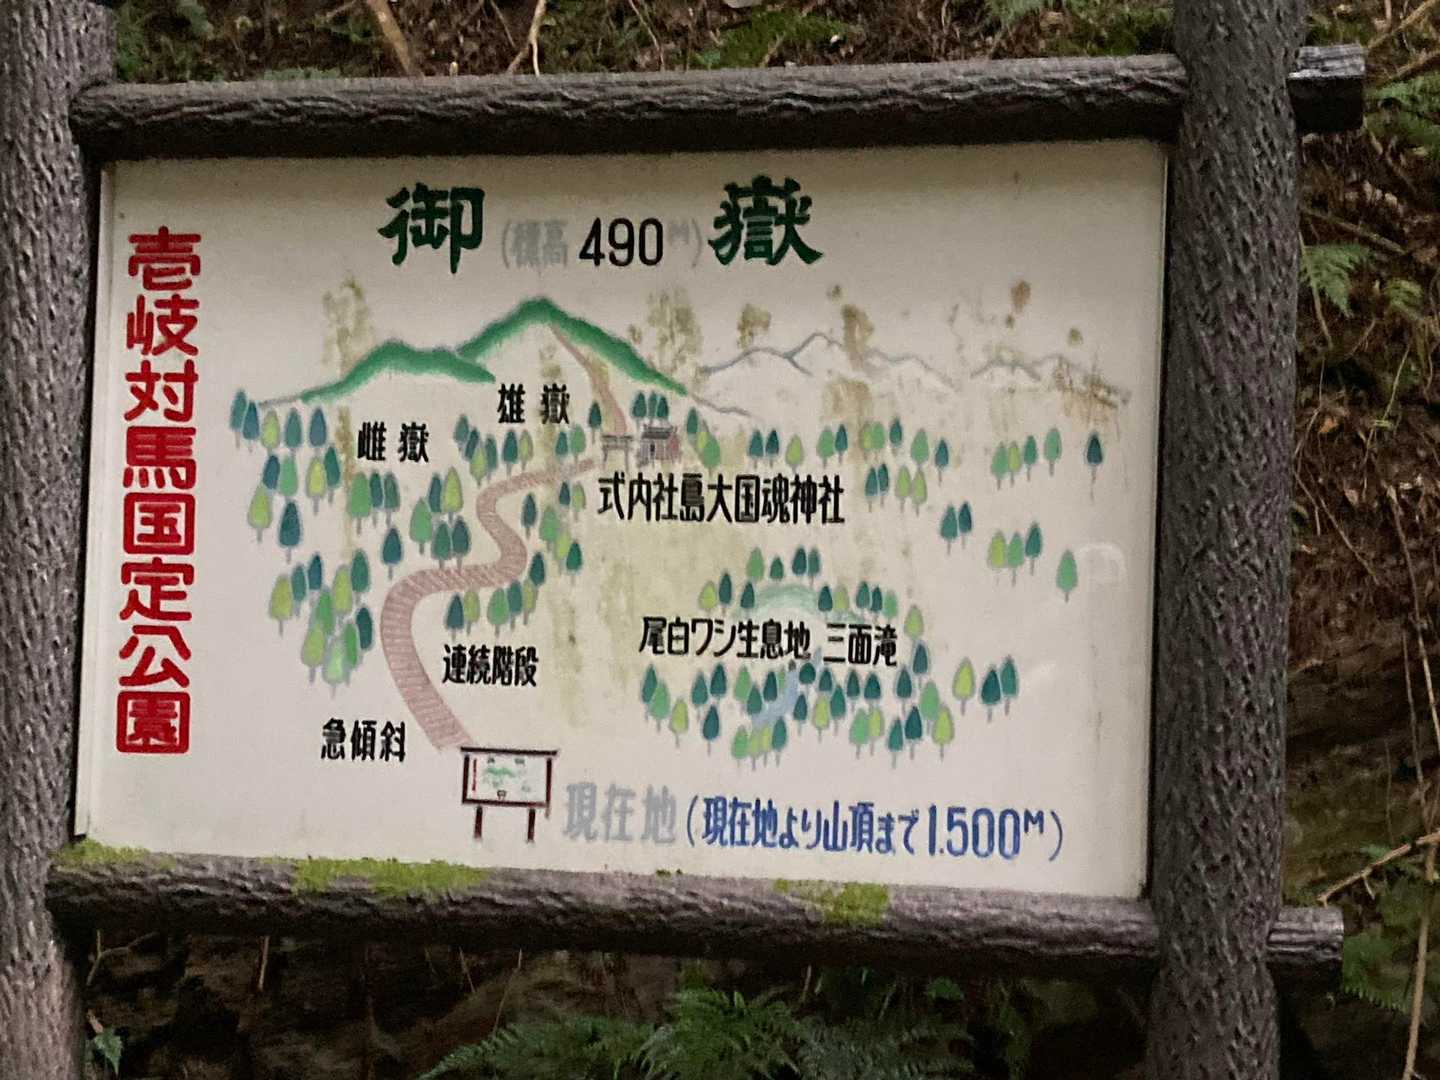 御嶽
(標高490M)
壱岐対馬国定公園
雄嶽
雌嶽
式内社島大国魂神社
尾白ワシ生息地 三面滝
連続階段
急傾斜
現在地(現在地より山頂まで1.500M)